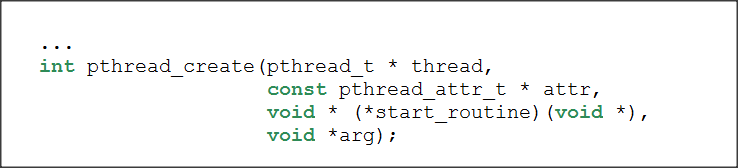 ...
int pthread_create(pthread_t * thread,
const pthread_attr_t * attr,
void * (*start_routine)(void *),
void *arg);